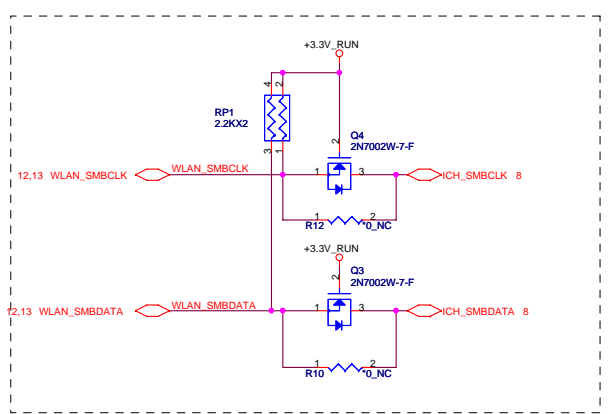 +3.3V_RUN
4
2
RP1
2.2KX2
3
1
Q4
2N7002W-7-F
2
12,13 WLAN_SMBCLK
WLAN_SMBCLK
1
3
ICH_SMBCLK 8
1
2
R12
*0_NC
+3.3V_RUN
Q3
2N7002W-7-F
2
12,13 WLAN_SMBDATA
WLAN_SMBDATA
1
3
ICH_SMBDATA 8
1
2
R10
*0_NC